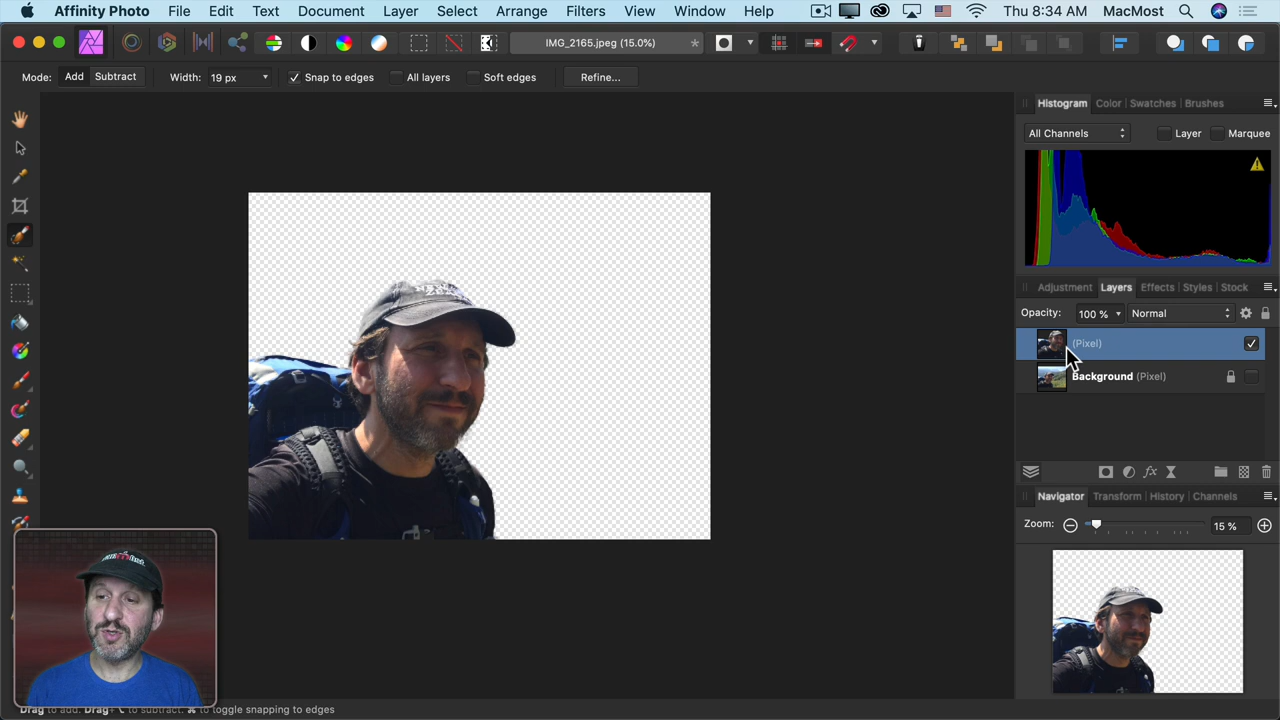 Affinity Photo File Edit Text Document Layer Select Arrange Filters View Window Help Thu 8:34 AM MacMost
IMG_2165.jpeg (15.0%)
Mode: Add Subtract Width: 19 px Snap to edges All layers Soft edges Refine...
Histogram Color Swatches Brushes
All Channels Layer Marquee
Adjustment Layers Effects Styles Stock
Opacity: 100 % Normal
(Pixel)
Background (Pixel)
Navigator Transform History Channels
Zoom: 15 %
Drag to add. Drag+⌥ to subtract. ⌘ to toggle snapping to edges